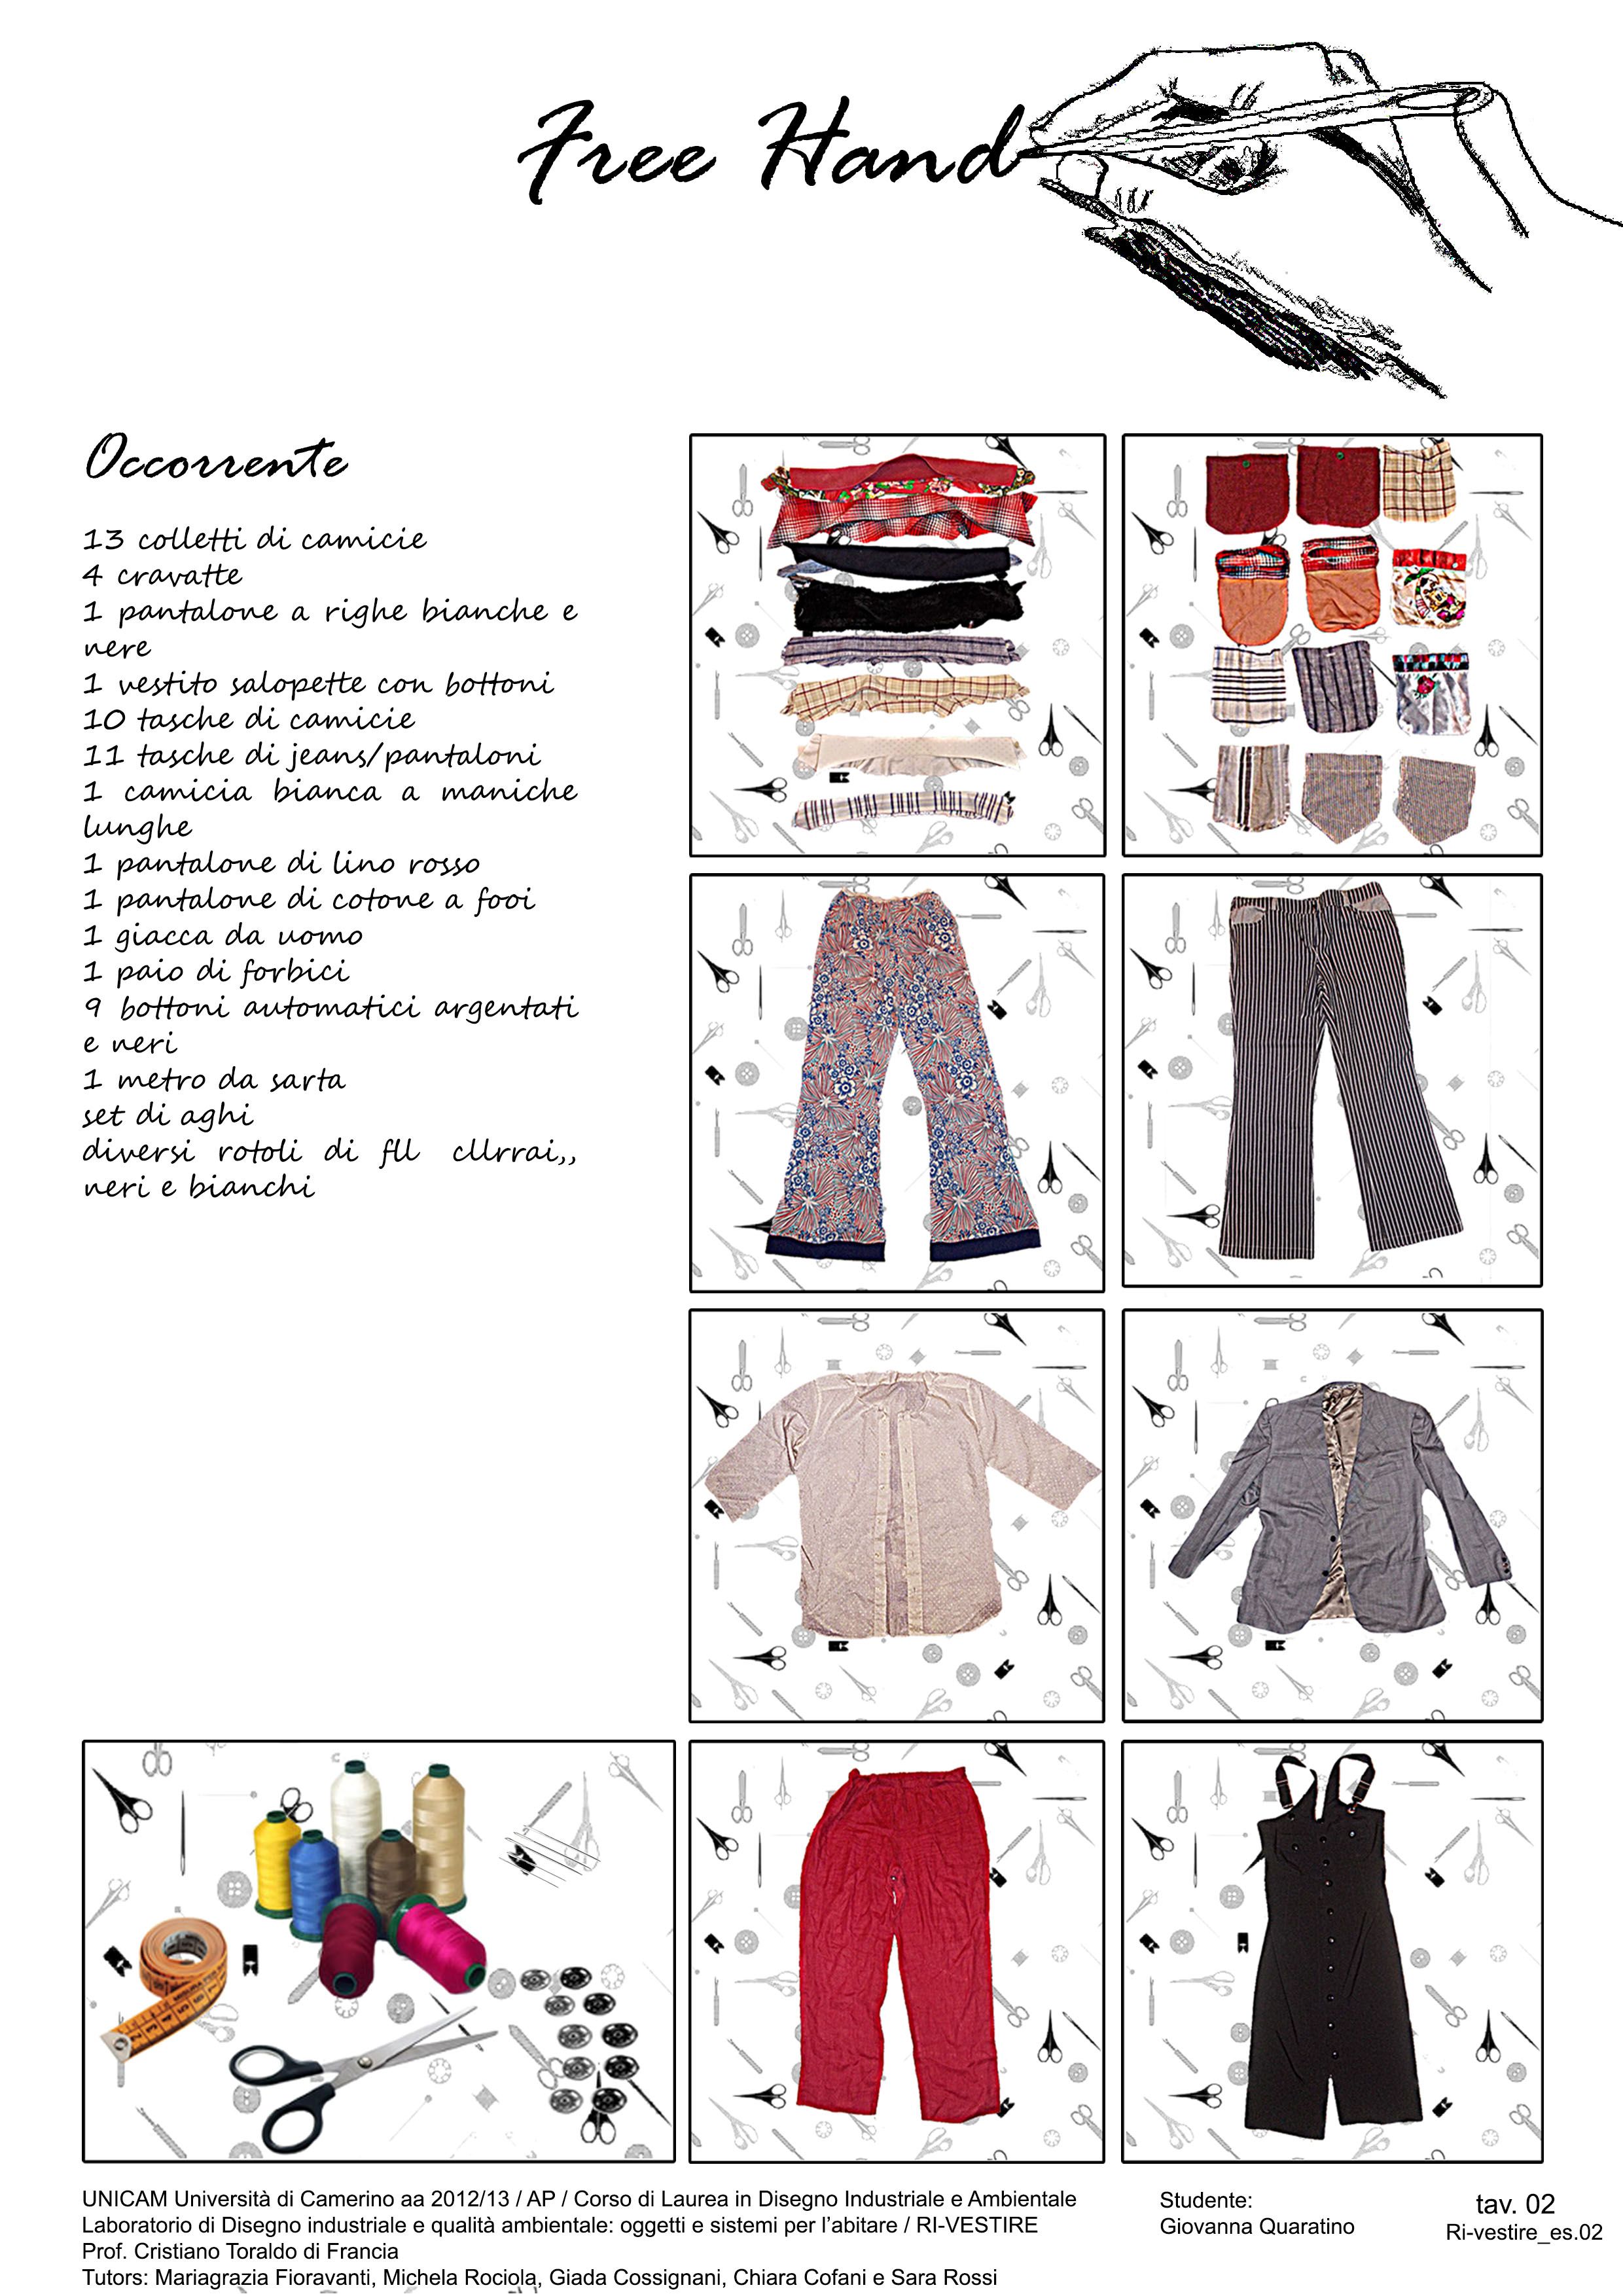 Free Hand
Occorrente
13 colletti di camicie
4 cravatte
1 pantalone a righe bianche e
nere
1 vestito salopette con bottoni
10 tasche di camicie
11 tasche di jeans/pantaloni
1 camicia bianca a maniche
lunghe
1 pantalone di lino rosso
1 pantalone di cotone a fooi
1 giacca da uomo
1 paio di forbici
9 bottoni automatici argentati
e neri
1 metro da sarta
set di aghi
diversi rotoli di fll cllrrai,,
neri e bianchi
UNICAM Università di Camerino aa 2012/13 / AP / Corso di Laurea in Disegno Industriale e Ambientale
Laboratorio di Disegno industriale e qualità ambientale: oggetti e sistemi per l'abitare / RI-VESTIRE
Prof. Cristiano Toraldo di Francia
Tutors: Mariagrazia Fioravanti, Michela Rociola, Giada Cossignani, Chiara Cofani e Sara Rossi
Studente:
Giovanna Quaratino
tav. 02
Ri-vestire_es.02